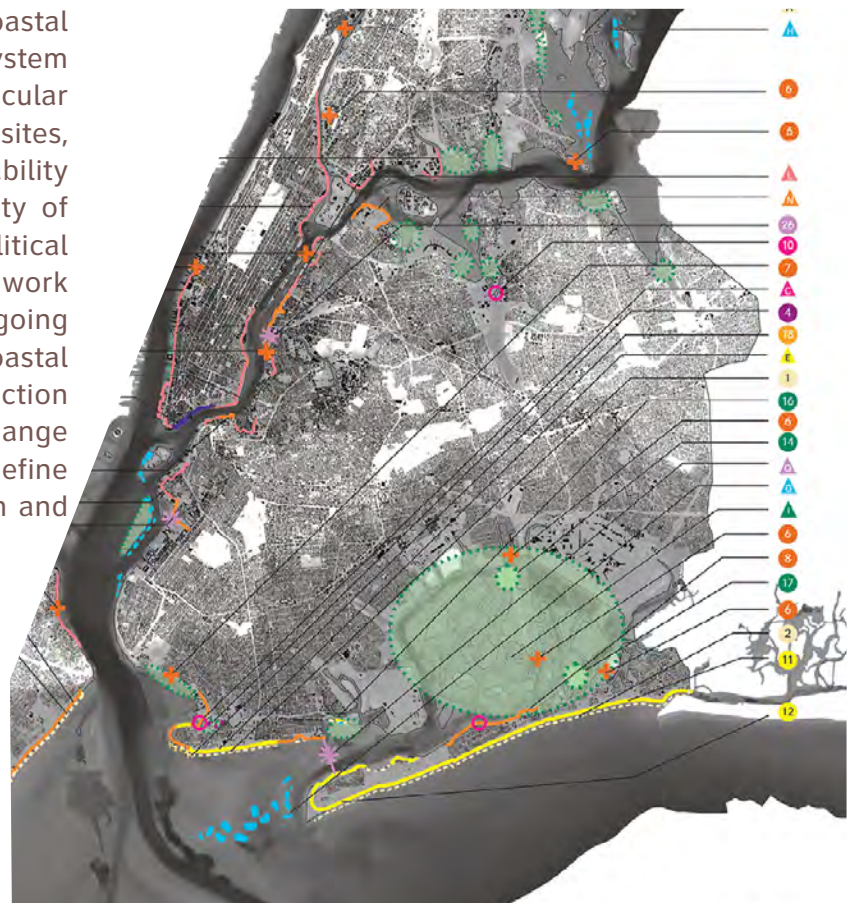 oastal
ystem
cular
sites,
ability
ty of
litical
work
going
oastal
ction
ange
efine
n and
H
6
6
L
N
26
10
7
C
4
18
E
1
16
6
14
G
I
6
8
17
6
2
11
12